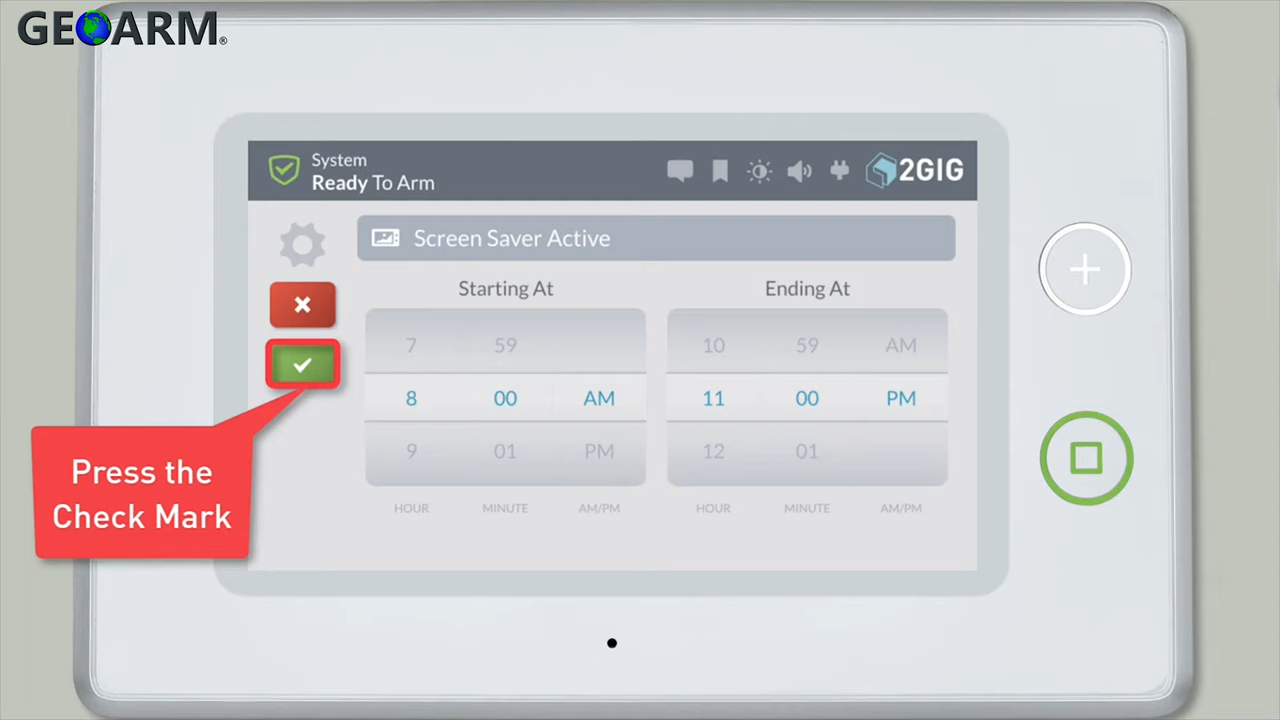 GEOARM®
System
Ready To Arm
2GIG
Screen Saver Active
Starting At
Ending At
7 59
10 59 AM
8 00 AM
11 00 PM
9 01 PM
12 01
HOUR MINUTE AM/PM
HOUR MINUTE AM/PM
Press the
Check Mark